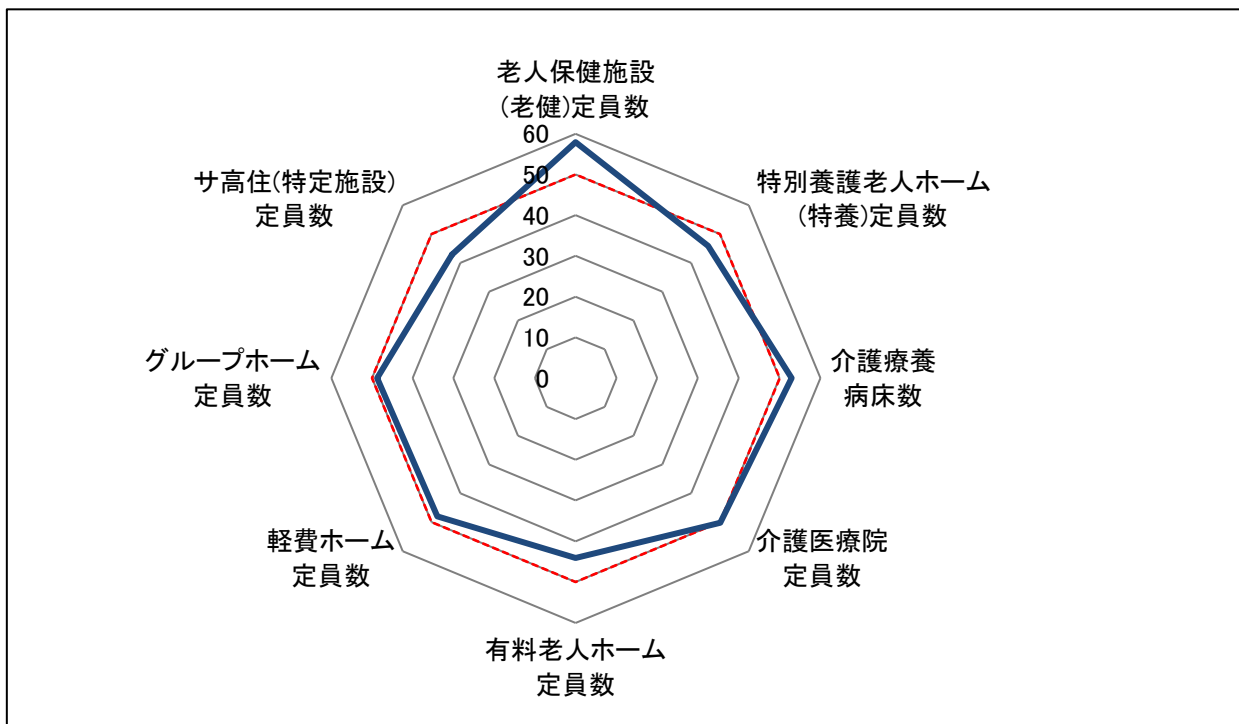 老人保健施設
(老健)定員数
特別養護老人ホーム
(特養)定員数
介護療養
病床数
介護医療院
定員数
有料老人ホーム
定員数
軽費ホーム
定員数
グループホーム
定員数
サ高住(特定施設)
定員数
60
50
40
30
20
10
0